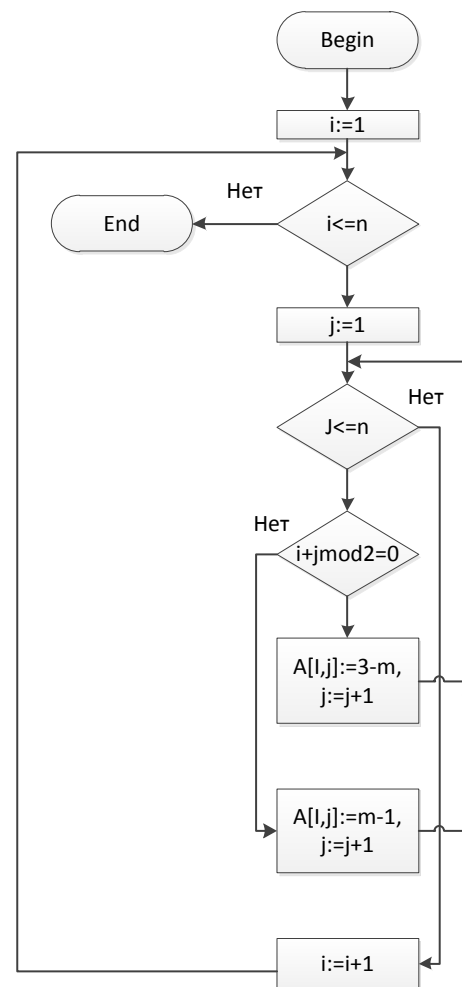 Begin
i:=1
Нет
i<=n
End
j:=1
Нет
J<=n
Нет
i+jmod2=0
A[I,j]:=3-m,
j:=j+1
A[I,j]:=m-1,
j:=j+1
i:=i+1